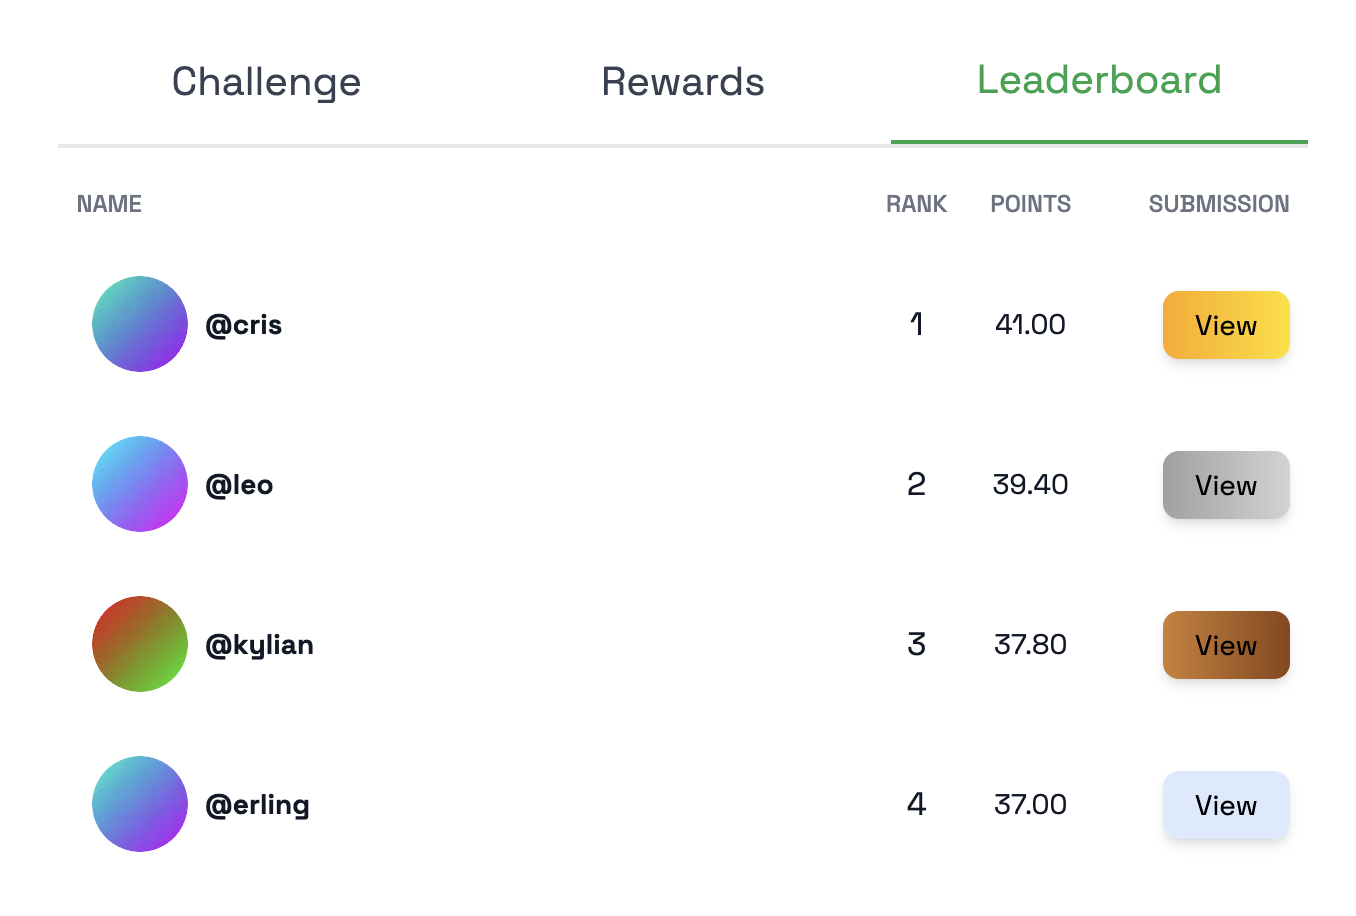 Challenge Rewards Leaderboard
NAME RANK POINTS SUBMISSION
@cris 1 41.00 View
@leo 2 39.40 View
@kylian 3 37.80 View
@erling 4 37.00 View